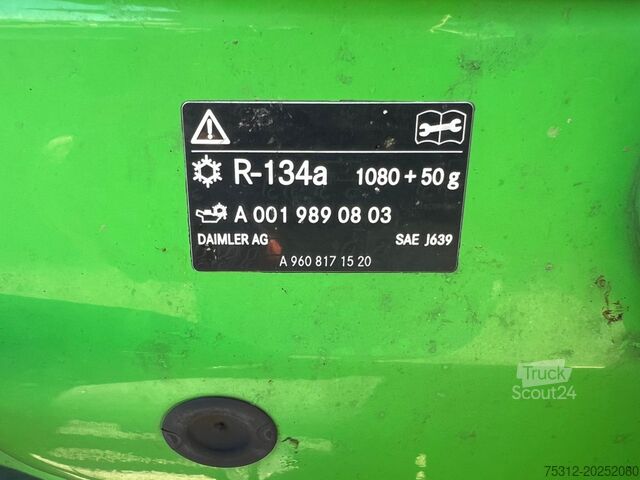 R-134a 1080 + 50 g
A 001 989 08 03
DAIMLER AG SAE J639
A 960 817 15 20
Truck
Scout24
75312-20252080